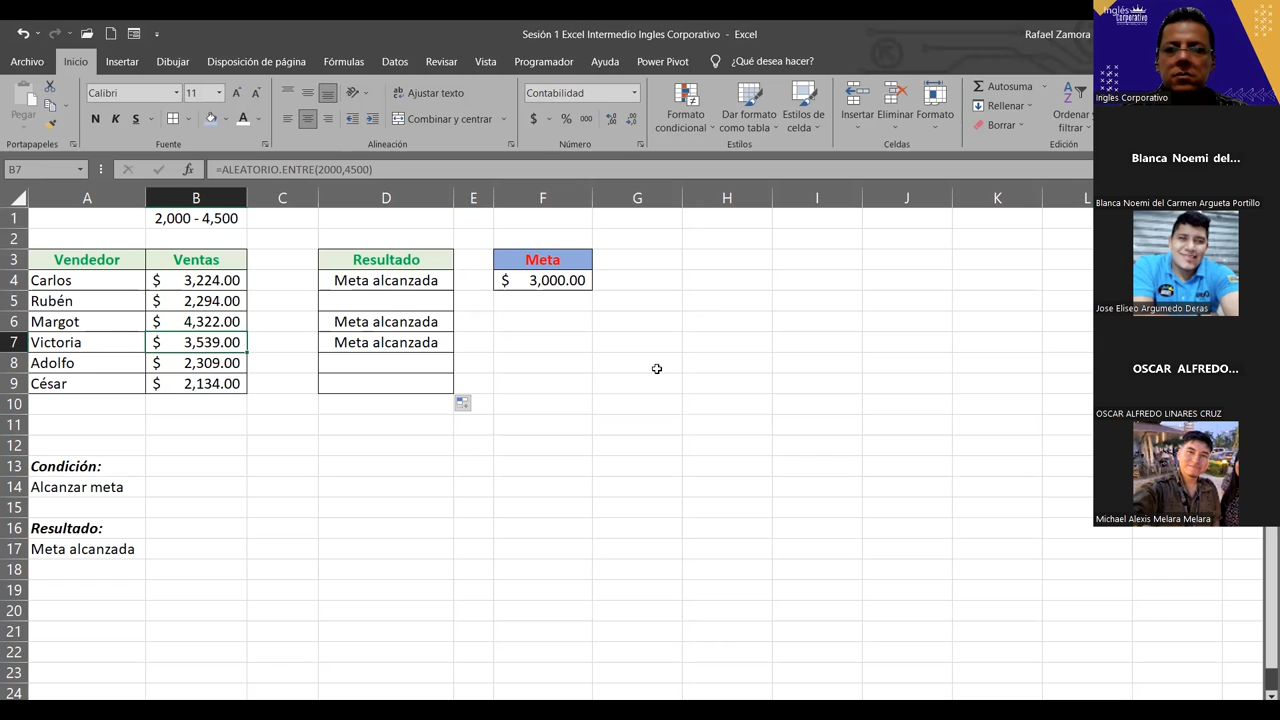 Sesión 1 Excel Intermedio Ingles Corporativo - Excel
Rafael Zamora
Archivo Inicio Insertar Dibujar Disposición de página Fórmulas Datos Revisar Vista Programador Ayuda Power Pivot ¿Qué desea hacer?
Pegar
Calibri 11
N K S
Ajustar texto
Combinar y centrar
Contabilidad
$ % 000
Formato condicional
Dar formato como tabla
Estilos de celda
Insertar Eliminar Formato
Autosuma
Rellenar
Borrar
Ordenar y filtrar
Portapapeles Fuente Alineación Número Estilos Celdas Edición
B7 fx =ALEATORIO.ENTRE(2000,4500)
A B C D E F G H I J K L
1 2,000 - 4,500
2
3 Vendedor Ventas Resultado Meta
4 Carlos $ 3,224.00 Meta alcanzada $ 3,000.00
5 Rubén $ 2,294.00
6 Margot $ 4,322.00 Meta alcanzada
7 Victoria $ 3,539.00 Meta alcanzada
8 Adolfo $ 2,309.00
9 César $ 2,134.00
10
11
12
13 Condición:
14 Alcanzar meta
15
16 Resultado:
17 Meta alcanzada
18
19
20
21
22
23
24
Inglés
Corporativo
Ingles Corporativo
Blanca Noemi del...
Blanca Noemi del Carmen Argueta Portillo
Jose Eliseo Argumedo Deras
OSCAR ALFREDO...
OSCAR ALFREDO LINARES CRUZ
Michael Alexis Melara Melara